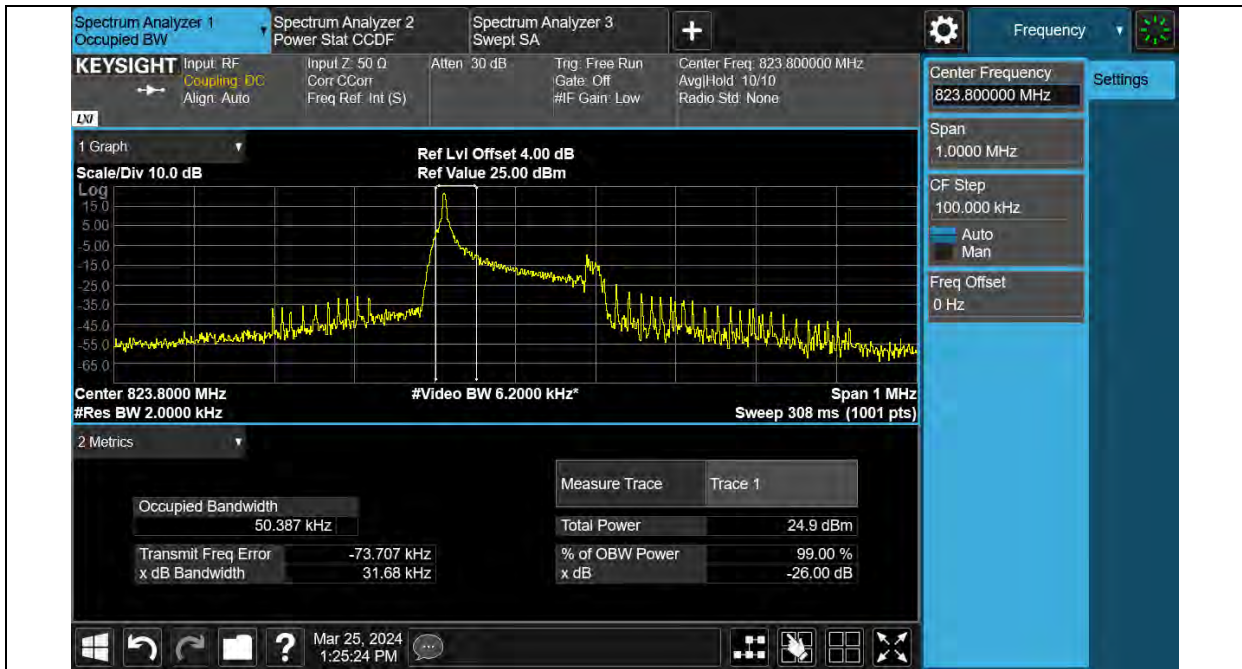 Spectrum Analyzer 1
Occupied BW
Spectrum Analyzer 2
Power Stat CCDF
Spectrum Analyzer 3
Swept SA
Frequency
KEYSIGHT
LXI
Input: RF
Coupling: DC
Align: Auto
Input Z: 50 Ω
Corr CCorr
Freq Ref: Int (S)
Atten: 30 dB
Trig: Free Run
Gate: Off
#IF Gain: Low
Center Freq: 823.800000 MHz
Avg|Hold: 10/10
Radio Std: None
1 Graph
Scale/Div 10.0 dB
Ref Lvl Offset 4.00 dB
Ref Value 25.00 dBm
Log
15.0
5.00
-5.00
-15.0
-25.0
-35.0
-45.0
-55.0
-65.0
Center 823.8000 MHz
#Res BW 2.0000 kHz
#Video BW 6.2000 kHz*
Span 1 MHz
Sweep 308 ms (1001 pts)
2 Metrics
Occupied Bandwidth
50.387 kHz
Transmit Freq Error -73.707 kHz
x dB Bandwidth 31.68 kHz
Measure Trace Trace 1
Total Power 24.9 dBm
% of OBW Power 99.00 %
x dB -26.00 dB
Center Frequency
823.800000 MHz
Settings
Span
1.0000 MHz
CF Step
100.000 kHz
Auto
Man
Freq Offset
0 Hz
?
Mar 25, 2024
1:25:24 PM